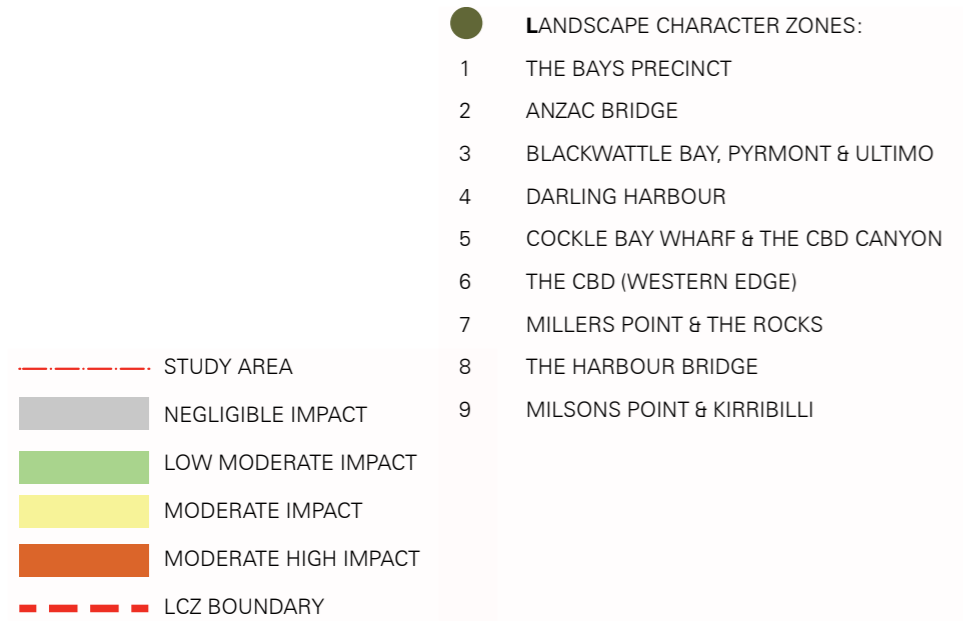 LANDSCAPE CHARACTER ZONES:
1 THE BAYS PRECINCT
2 ANZAC BRIDGE
3 BLACKWATTLE BAY, PYRMONT & ULTIMO
4 DARLING HARBOUR
5 COCKLE BAY WHARF & THE CBD CANYON
6 THE CBD (WESTERN EDGE)
7 MILLERS POINT & THE ROCKS
8 THE HARBOUR BRIDGE
9 MILSONS POINT & KIRRIBILLI
STUDY AREA
NEGLIGIBLE IMPACT
LOW MODERATE IMPACT
MODERATE IMPACT
MODERATE HIGH IMPACT
LCZ BOUNDARY